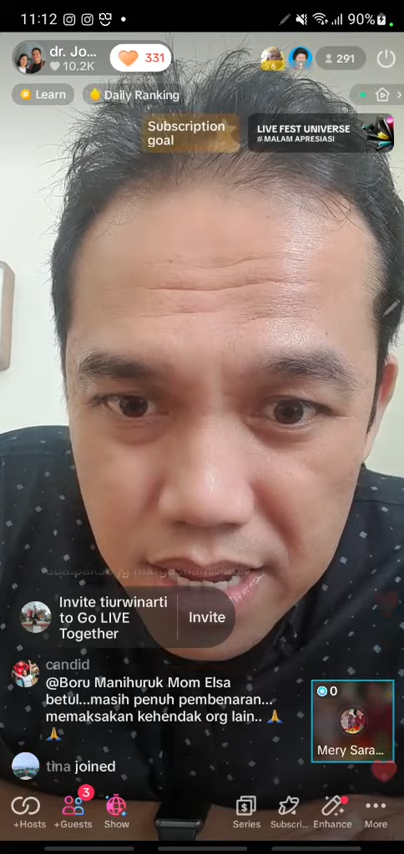 11:12
90%
dr. Jo...
10.2K
331
291
Learn
Daily Ranking
Subscription
goal
LIVE FEST UNIVERSE
#MALAM APRESIASI
Invite tiurwinarti
to Go LIVE
Together
Invite
candid
@Boru Manihuruk Mom Elsa
betul...masih penuh pembenaran...
memaksakan kehendak org lain.. 🙏
🙏
0
Mery Sara...
tina joined
3
+Hosts
+Guests
Show
Series
Subscri...
Enhance
More